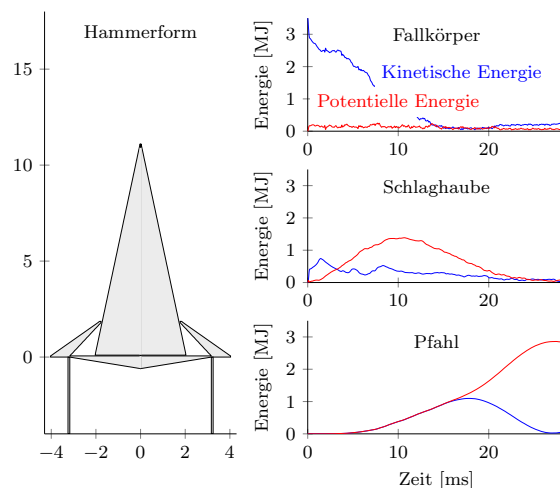 Hammerform
15
10
5
0
−4 −2 0 2 4
Fallkörper
Kinetische Energie
Potentielle Energie
Energie [MJ]
3
2
1
0
0 10 20
Schlaghaube
Energie [MJ]
3
2
1
0
0 10 20
Pfahl
Energie [MJ]
3
2
1
0
0 10 20
Zeit [ms]